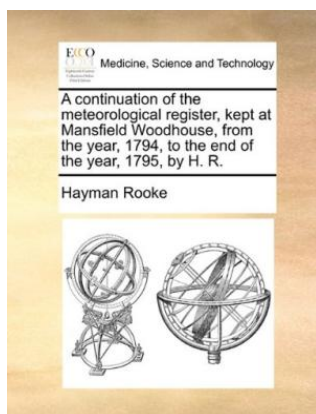 ECCO
Medicine, Science and Technology
A continuation of the
meteorological register, kept at
Mansfield Woodhouse, from
the year, 1794, to the end of
the year, 1795, by H. R.
Hayman Rooke